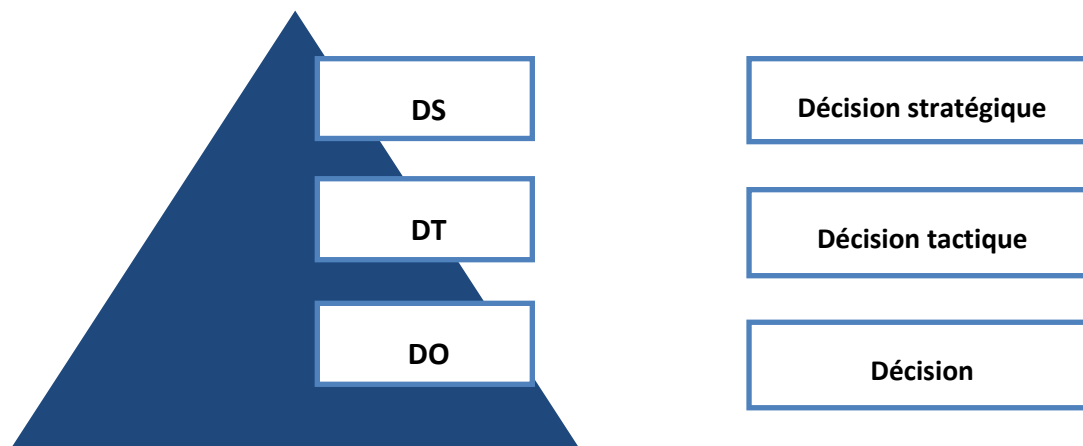 DS
Décision stratégique
DT
Décision tactique
DO
Décision